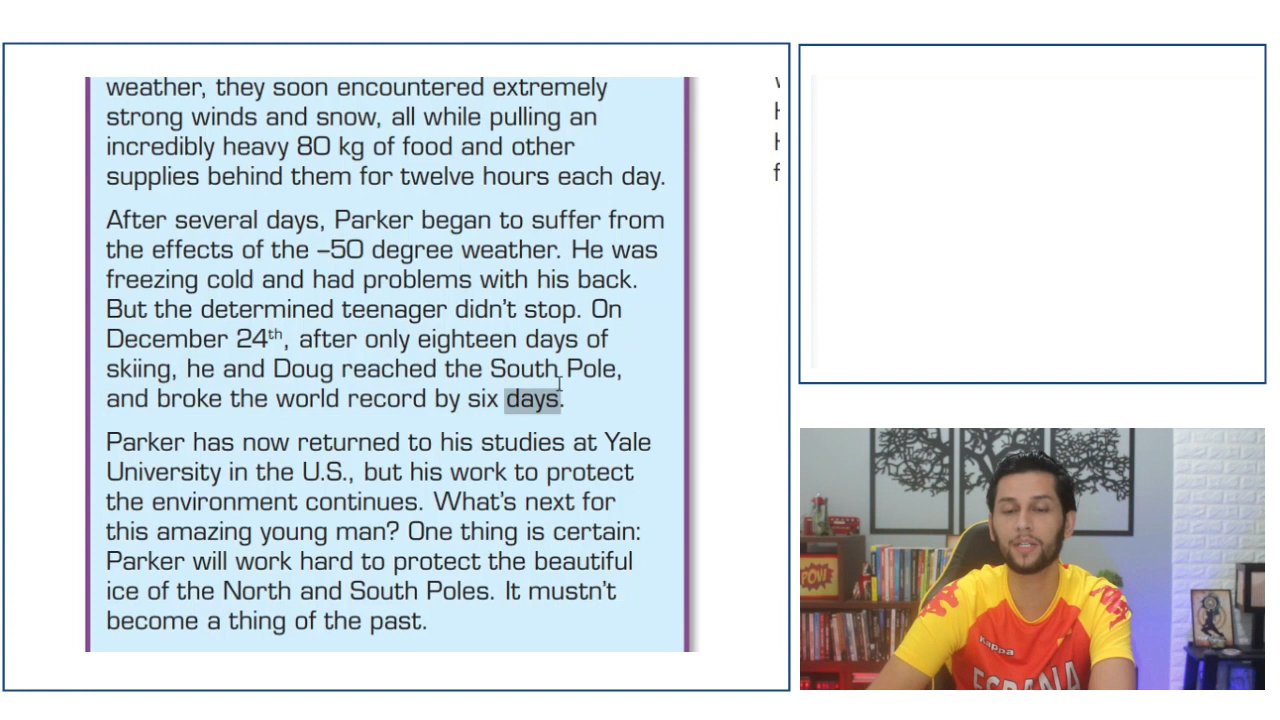 weather, they soon encountered extremely
strong winds and snow, all while pulling an
incredibly heavy 80 kg of food and other
supplies behind them for twelve hours each day.
After several days, Parker began to suffer from
the effects of the –50 degree weather. He was
freezing cold and had problems with his back.
But the determined teenager didn't stop. On
December 24th, after only eighteen days of
skiing, he and Doug reached the South Pole,
and broke the world record by six days.
Parker has now returned to his studies at Yale
University in the U.S., but his work to protect
the environment continues. What's next for
this amazing young man? One thing is certain:
Parker will work hard to protect the beautiful
ice of the North and South Poles. It mustn't
become a thing of the past.
POW
Kappa
ESPANA